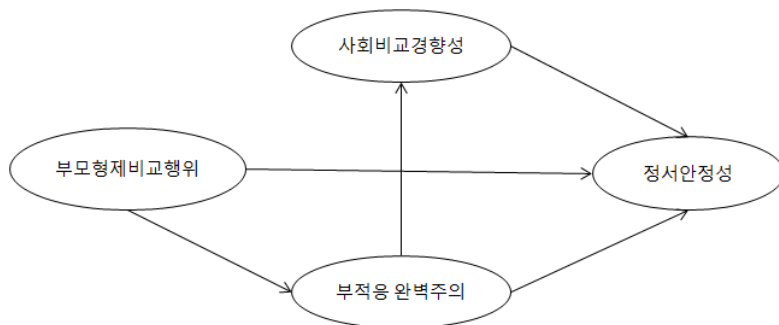 사회비교경향성
부모형제비교행위
정서안정성
부적응 완벽주의